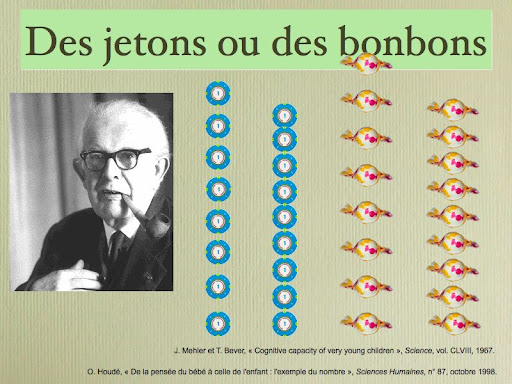 Des jetons ou des bonbons
J. Mehler et T. Bever, « Cognitive capacity of very young children », Science, vol. CLVIII, 1967.
O. Houdé, « De la pensée du bébé à celle de l'enfant : l'exemple du nombre », Sciences Humaines, n° 87, octobre 1998.